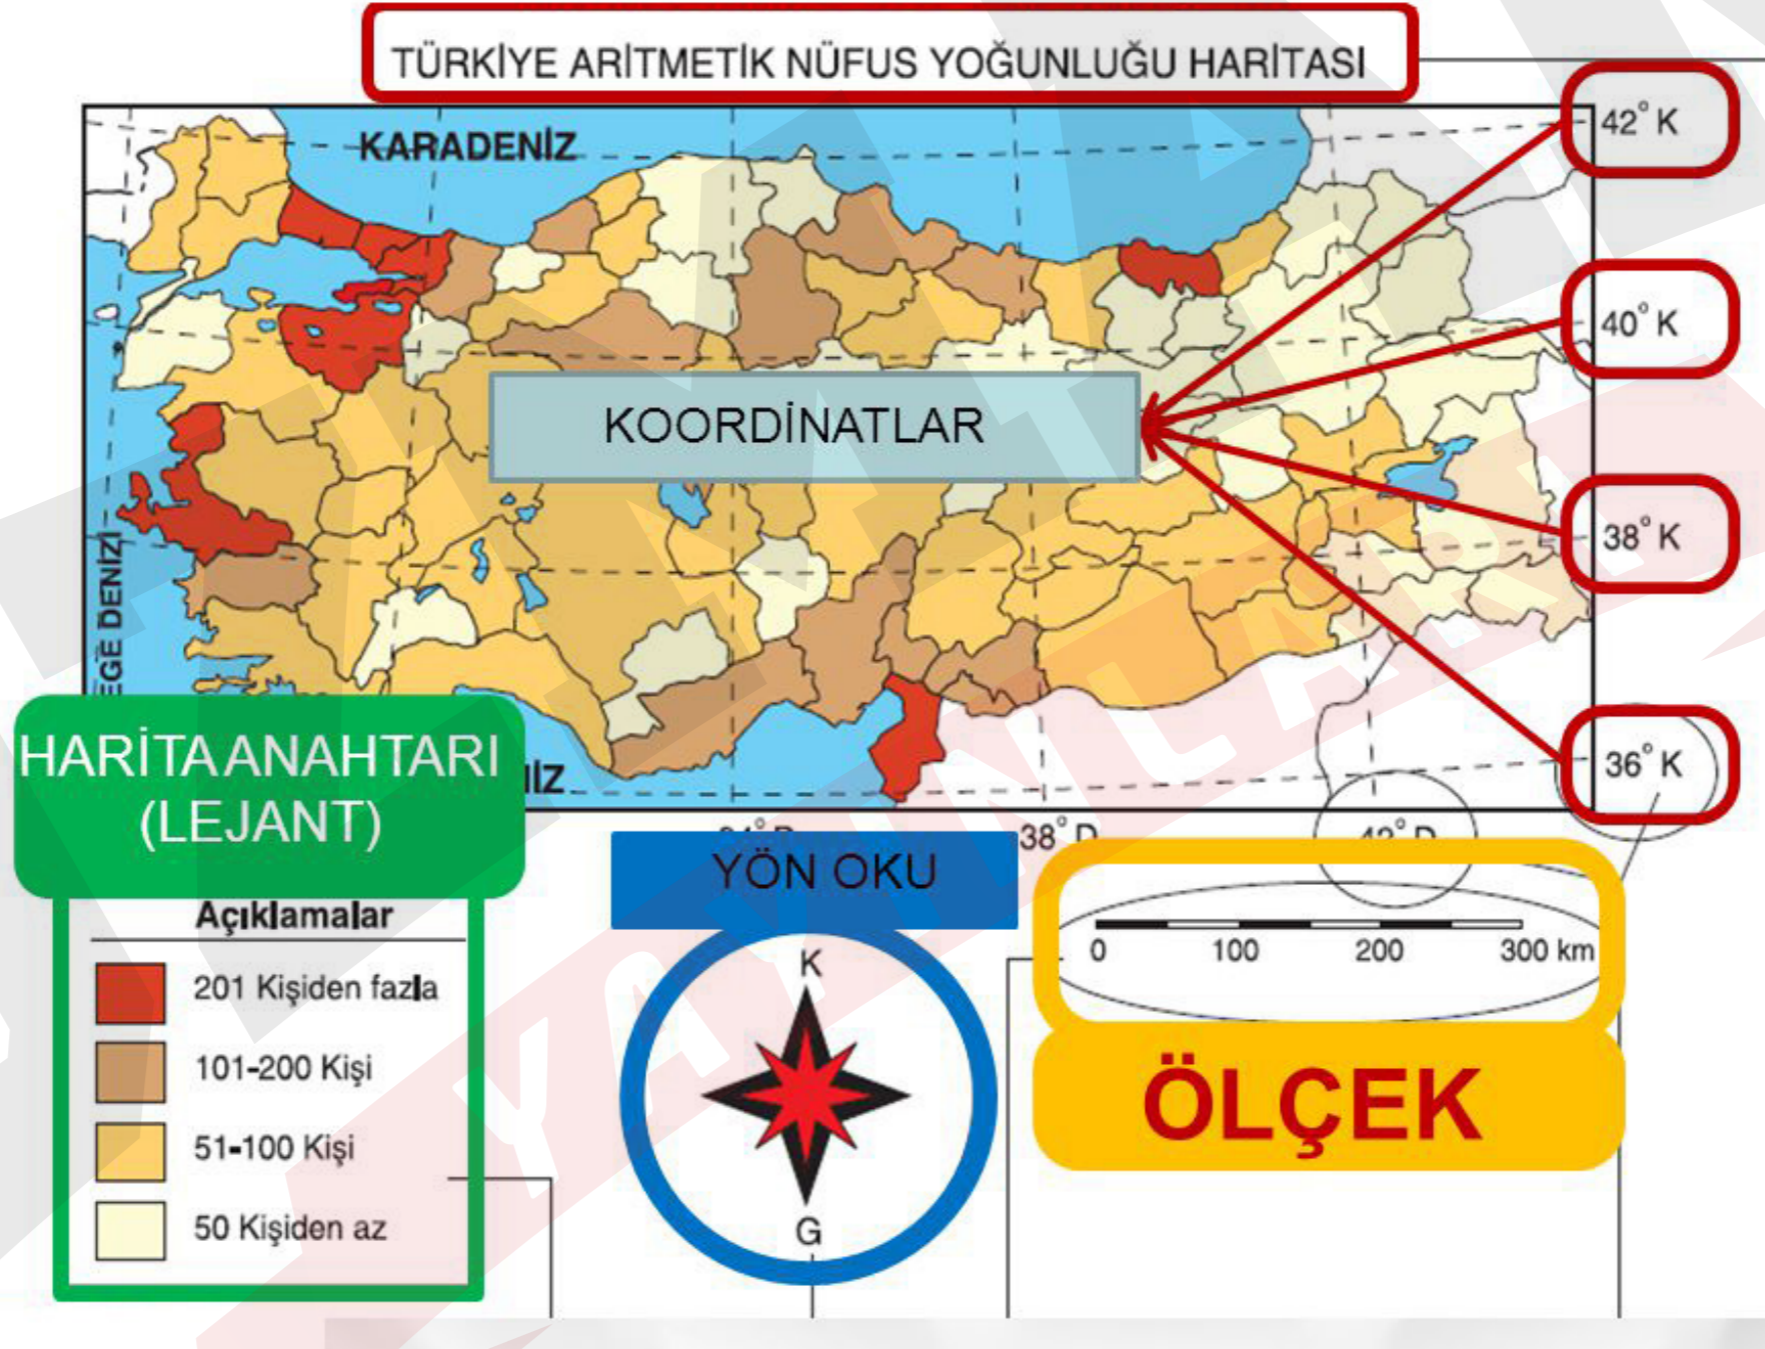 TÜRKİYE ARİTMETİK NÜFUS YOĞUNLUĞU HARİTASI
KARADENİZ
42° K
40° K
KOORDİNATLAR
38° K
EGE DENİZİ
36° K
HARİTA ANAHTARI
(LEJANT)
38° D
42° D
YÖN OKU
Açıklamalar
201 Kişiden fazla
101-200 Kişi
51-100 Kişi
50 Kişiden az
K
G
0 100 200 300 km
ÖLÇEK
YAYINLARI